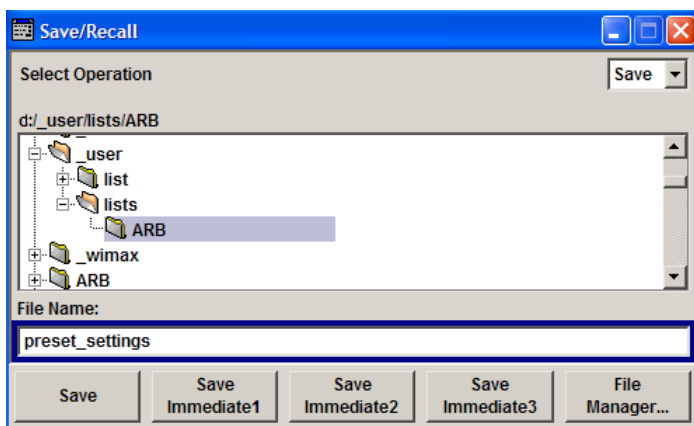 Save/Recall
Select Operation
Save
d:/_user/lists/ARB
_user
list
lists
ARB
_wimax
ARB
File Name:
preset_settings
Save
Save Immediate1
Save Immediate2
Save Immediate3
File Manager...